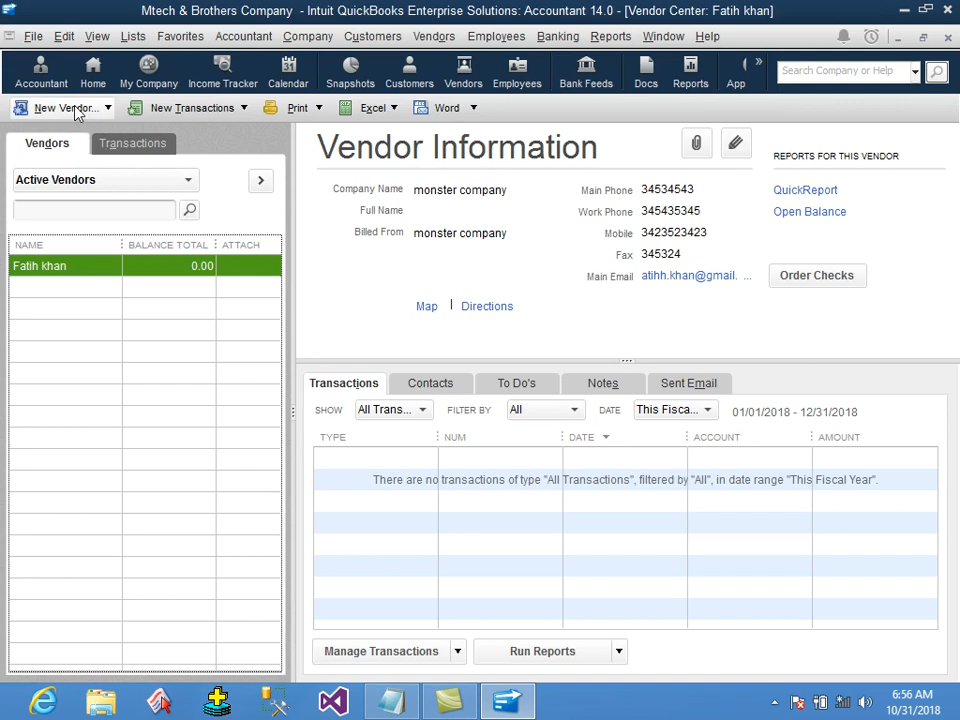 Mtech & Brothers Company - Intuit QuickBooks Enterprise Solutions: Accountant 14.0 - [Vendor Center: Fatih khan]
File Edit View Lists Favorites Accountant Company Customers Vendors Employees Banking Reports Window Help
Accountant Home My Company Income Tracker Calendar Snapshots Customers Vendors Employees Bank Feeds Docs Reports App
Search Company or Help
New Vendor... New Transactions Print Excel Word
Vendors Transactions
Active Vendors
NAME BALANCE TOTAL ATTACH
Fatih khan 0.00
Vendor Information
Company Name monster company
Full Name
Billed From monster company
Main Phone 34534543
Work Phone 345435345
Mobile 3423523423
Fax 345324
Main Email atihh.khan@gmail. ...
Map Directions
REPORTS FOR THIS VENDOR
QuickReport
Open Balance
Order Checks
Transactions Contacts To Do's Notes Sent Email
SHOW All Trans... FILTER BY All DATE This Fisca... 01/01/2018 - 12/31/2018
TYPE NUM DATE ACCOUNT AMOUNT
There are no transactions of type "All Transactions", filtered by "All", in date range "This Fiscal Year".
Manage Transactions Run Reports
6:56 AM
10/31/2018